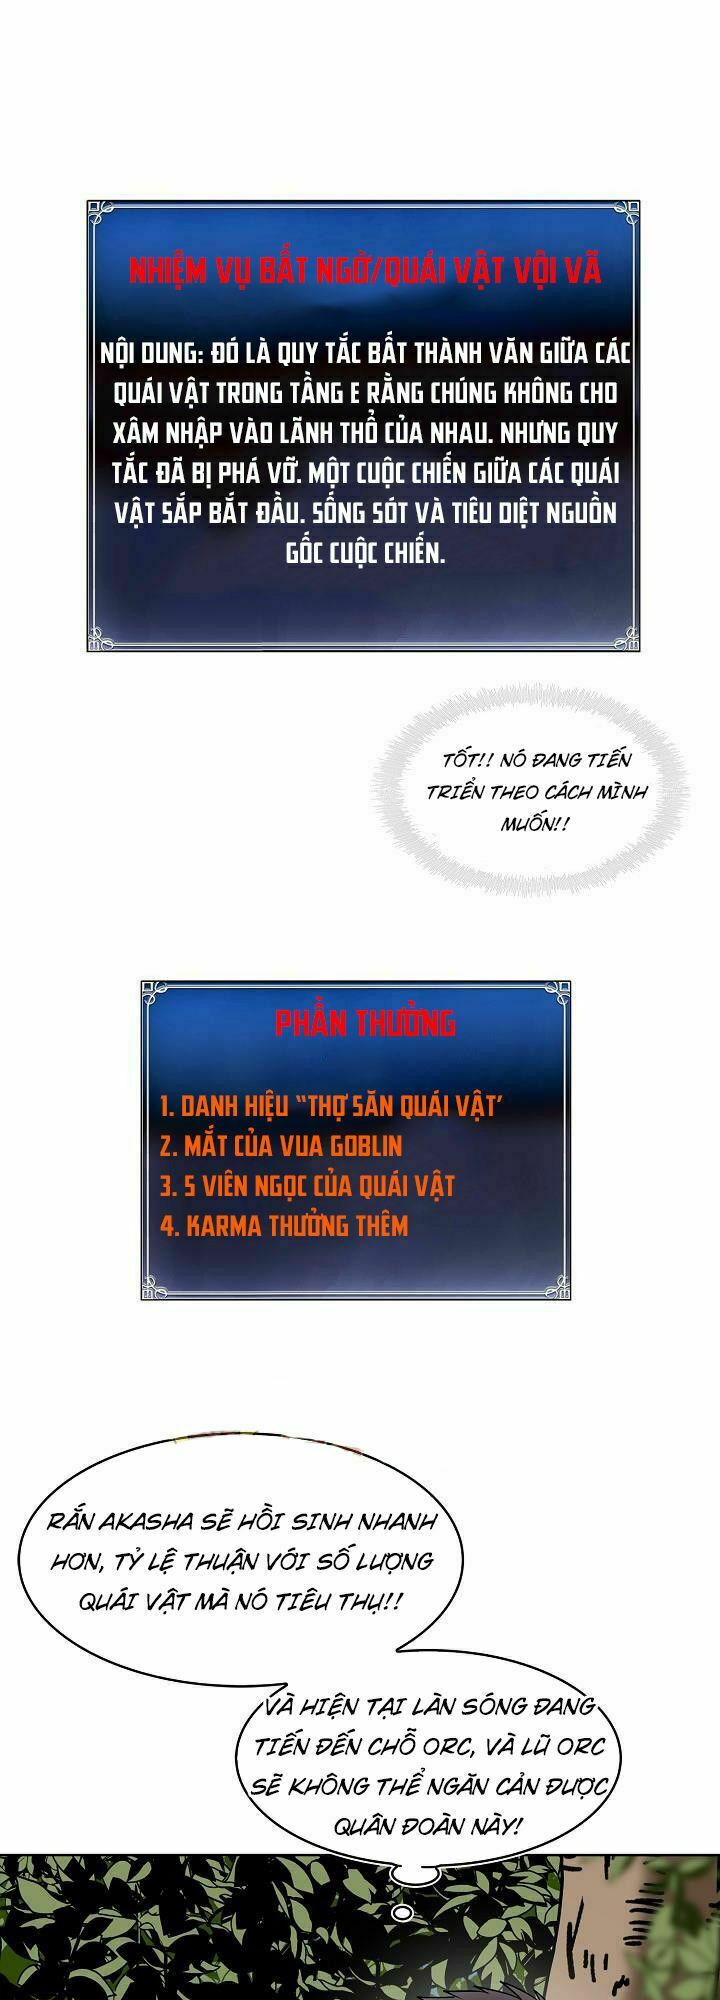 NHIỆM VỤ BẤT NGỜ/QUÁI VẬT VỘI VÃ
NỘI DUNG: ĐÓ LÀ QUY TẮC BẤT THÀNH VĂN GIỮA CÁC
QUÁI VẬT TRONG TẦNG E RẰNG CHÚNG KHÔNG CHO
XÂM NHẬP VÀO LÃNH THỔ CỦA NHAU. NHƯNG QUY
TẮC ĐÃ BỊ PHÁ VỠ. MỘT CUỘC CHIẾN GIỮA CÁC QUÁI
VẬT SẮP BẮT ĐẦU. SỐNG SÓT VÀ TIÊU DIỆT NGUỒN
GỐC CUỘC CHIẾN.
TỐT!! NÓ ĐANG TIẾN
TRIỂN THEO CÁCH MÌNH
MUỐN!!
PHẦN THƯỞNG
1. DANH HIỆU “THỢ SĂN QUÁI VẬT’
2. MẮT CỦA VUA GOBLIN
3. 5 VIÊN NGỌC CỦA QUÁI VẬT
4. KARMA THƯỞNG THÊM
RẮN AKASHA SẼ HỒI SINH NHANH
HƠN, TỶ LỆ THUẬN VỚI SỐ LƯỢNG
QUÁI VẬT MÀ NÓ TIÊU THỤ!!
VÀ HIỆN TẠI LÀN SÓNG ĐANG
TIẾN ĐẾN CHỖ ORC, VÀ LŨ ORC
SẼ KHÔNG THỂ NGĂN CẢN ĐƯỢC
QUÂN ĐOÀN NÀY!